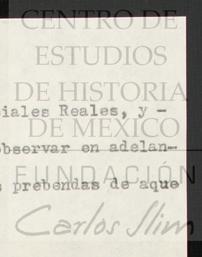 CENTRO DE
ESTUDIOS
DE HISTORIA
ciales Reales, y -
DE MÉXICO
observar en adelan-
FUNDACIÓN
prebendas de aque
Carlos Slim